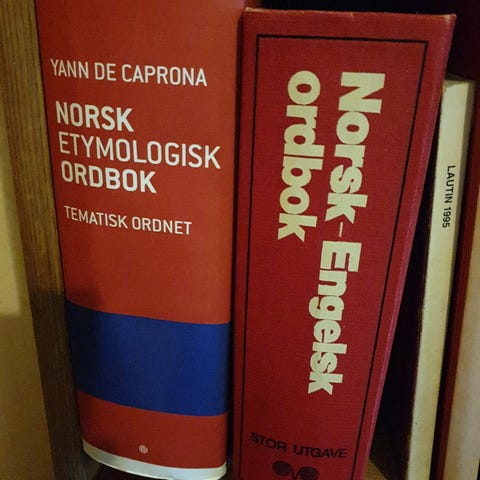 YANN DE CAPRONA
NORSK
ETYMOLOGISK
ORDBOK
TEMATISK ORDNET
Norsk-Engelsk
ordbok
STOR UTGAVE
LAUTIN 1995